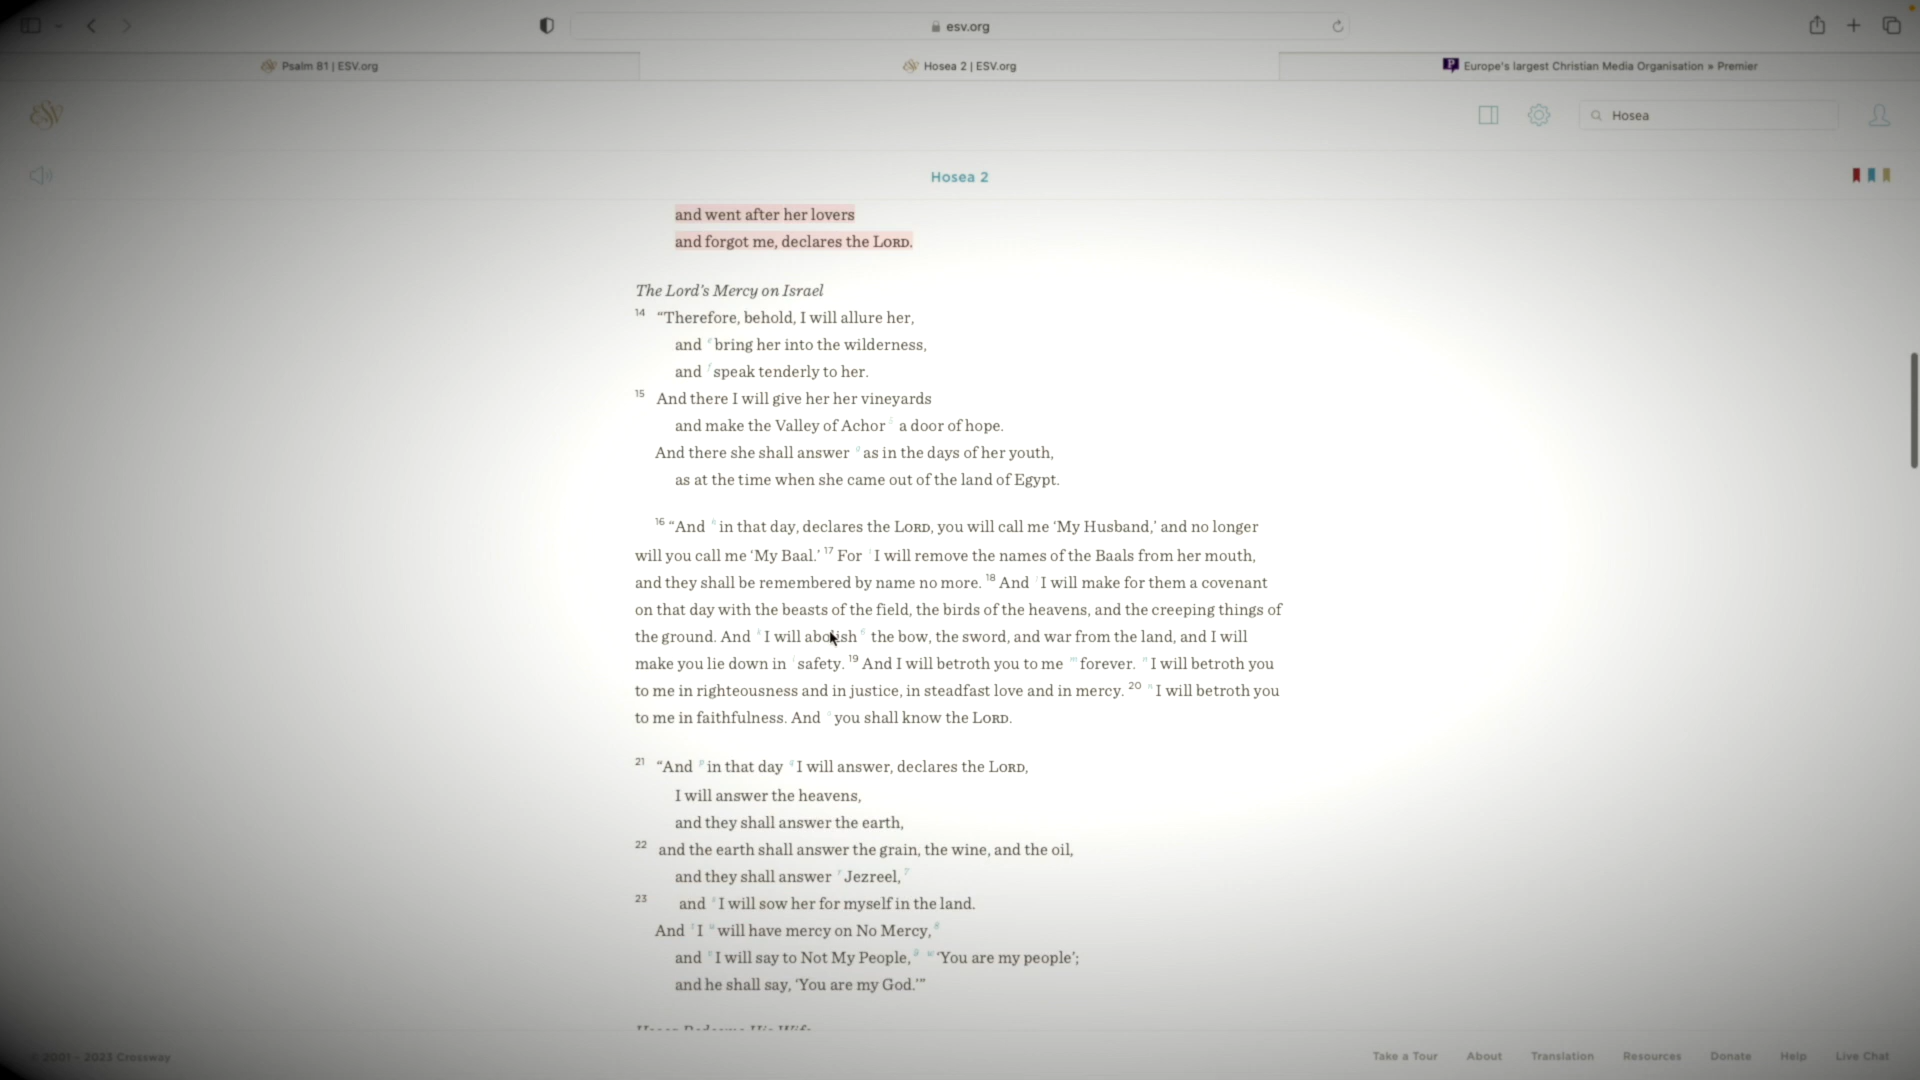 esv.org
Psalm 81 | ESV.org
Hosea 2 | ESV.org
Europe's largest Christian Media Organisation » Premier
ESV
Hosea
Hosea 2
and went after her lovers
and forgot me, declares the LORD.
The Lord’s Mercy on Israel
14 “Therefore, behold, I will allure her,
and e bring her into the wilderness,
and f speak tenderly to her.
15 And there I will give her her vineyards
and make the Valley of Achor a door of hope.
And there she shall answer g as in the days of her youth,
as at the time when she came out of the land of Egypt.
16 “And in that day, declares the LORD, you will call me ‘My Husband,’ and no longer
will you call me ‘My Baal.’ 17 For I will remove the names of the Baals from her mouth,
and they shall be remembered by name no more. 18 And I will make for them a covenant
on that day with the beasts of the field, the birds of the heavens, and the creeping things of
the ground. And k I will abolish 6 the bow, the sword, and war from the land, and I will
make you lie down in safety. 19 And I will betroth you to me m forever. n I will betroth you
to me in righteousness and in justice, in steadfast love and in mercy. 20 n I will betroth you
to me in faithfulness. And you shall know the LORD.
21 “And p in that day q I will answer, declares the LORD,
I will answer the heavens,
and they shall answer the earth,
22 and the earth shall answer the grain, the wine, and the oil,
and they shall answer r Jezreel, 7
23 and s I will sow her for myself in the land.
And t I u will have mercy on No Mercy, 8
and v I will say to Not My People, 9 w ‘You are my people’;
and he shall say, ‘You are my God.’”
© 2001 – 2023 Crossway
Take a Tour About Translation Resources Donate Help Live Chat